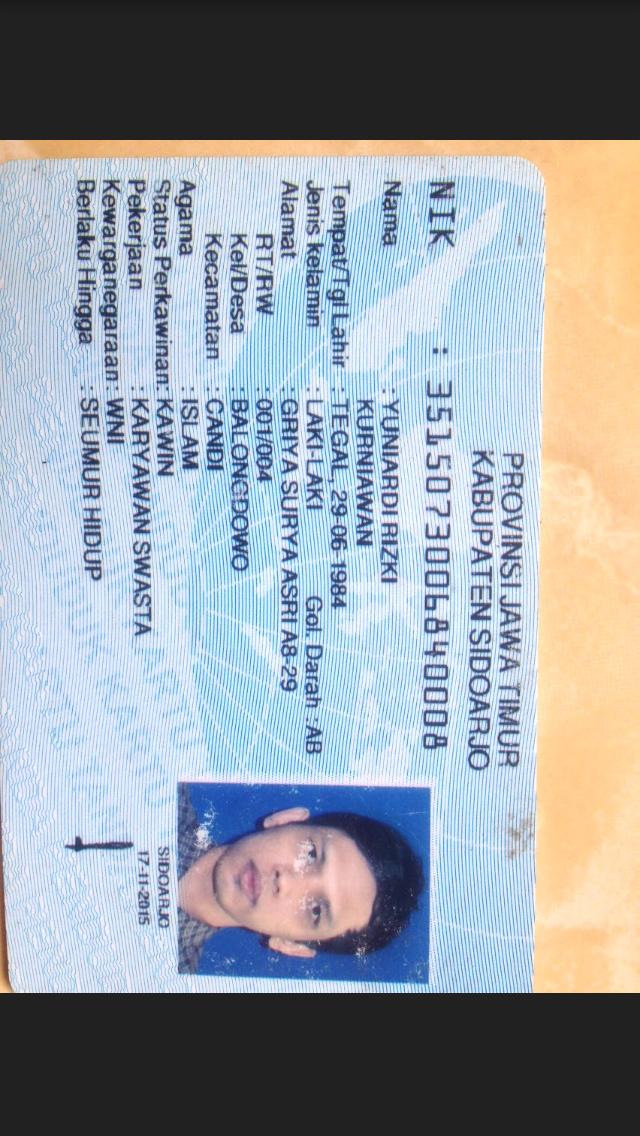 PROVINSI JAWA TIMUR
KABUPATEN SIDOARJO
NIK : 3515073006840008
Nama : YUNIARDI RIZKI
KURNIAWAN
Tempat/Tgl Lahir : TEGAL, 29-06-1984
Jenis kelamin : LAKI-LAKI Gol. Darah : AB
Alamat : GRIYA SURYA ASRI A8-29
RT/RW : 007/004
Kel/Desa : BALONGDOWO
Kecamatan : CANDI
Agama : ISLAM
Status Perkawinan : KAWIN
Pekerjaan : KARYAWAN SWASTA
Kewarganegaraan : WNI
Berlaku Hingga : SEUMUR HIDUP
SIDOARJO
17-11-2015